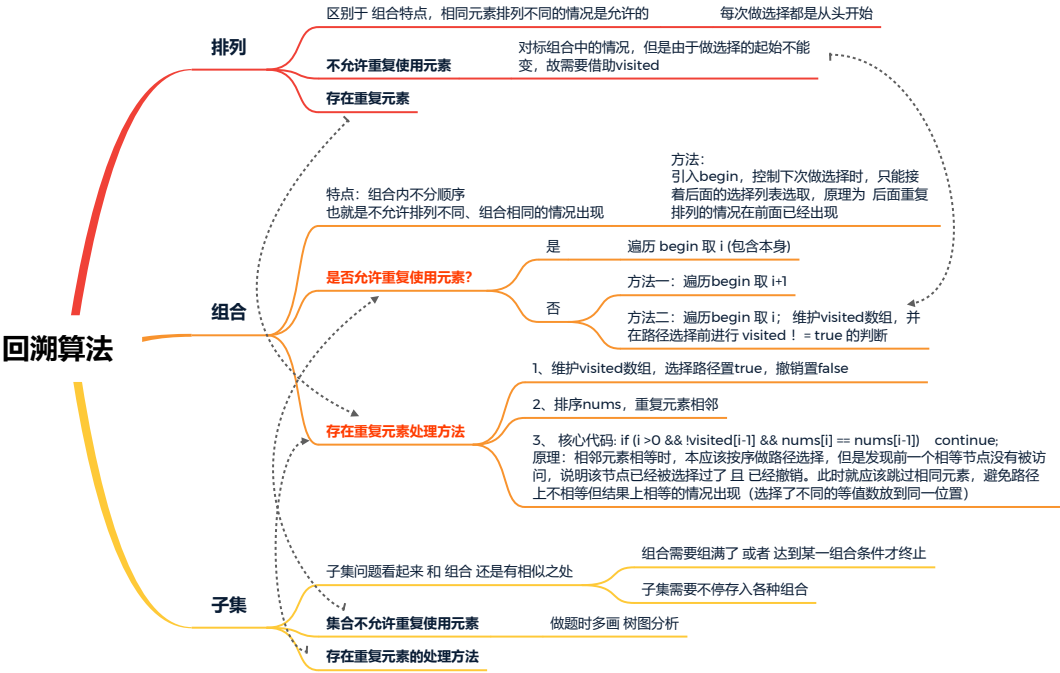 回溯算法
排列
区别于 组合特点，相同元素排列不同的情况是允许的
每次做选择都是从头开始
不允许重复使用元素
对标组合中的情况，但是由于做选择的起始不能
变，故需要借助visited
存在重复元素
组合
特点：组合内不分顺序
也就是不允许排列不同、组合相同的情况出现
方法：
引入begin，控制下次做选择时，只能接
着后面的选择列表选取，原理为 后面重复
排列的情况在前面已经出现
是否允许重复使用元素？
是
遍历 begin 取 i (包含本身)
否
方法一：遍历begin 取 i+1
方法二：遍历begin 取 i； 维护visited数组，并
在路径选择前进行 visited ！= true 的判断
存在重复元素处理方法
1、维护visited数组，选择路径置true，撤销置false
2、排序nums，重复元素相邻
3、 核心代码: if (i >0 && !visited[i-1] && nums[i] == nums[i-1]) continue;
原理：相邻元素相等时，本应该按序做路径选择，但是发现前一个相等节点没有被访
问，说明该节点已经被选择过了 且 已经撤销。此时就应该跳过相同元素，避免路径
上不相等但结果上相等的情况出现（选择了不同的等值数放到同一位置）
子集
子集问题看起来 和 组合 还是有相似之处
组合需要组满了 或者 达到某一组合条件才终止
子集需要不停存入各种组合
集合不允许重复使用元素
做题时多画 树图分析
存在重复元素的处理方法